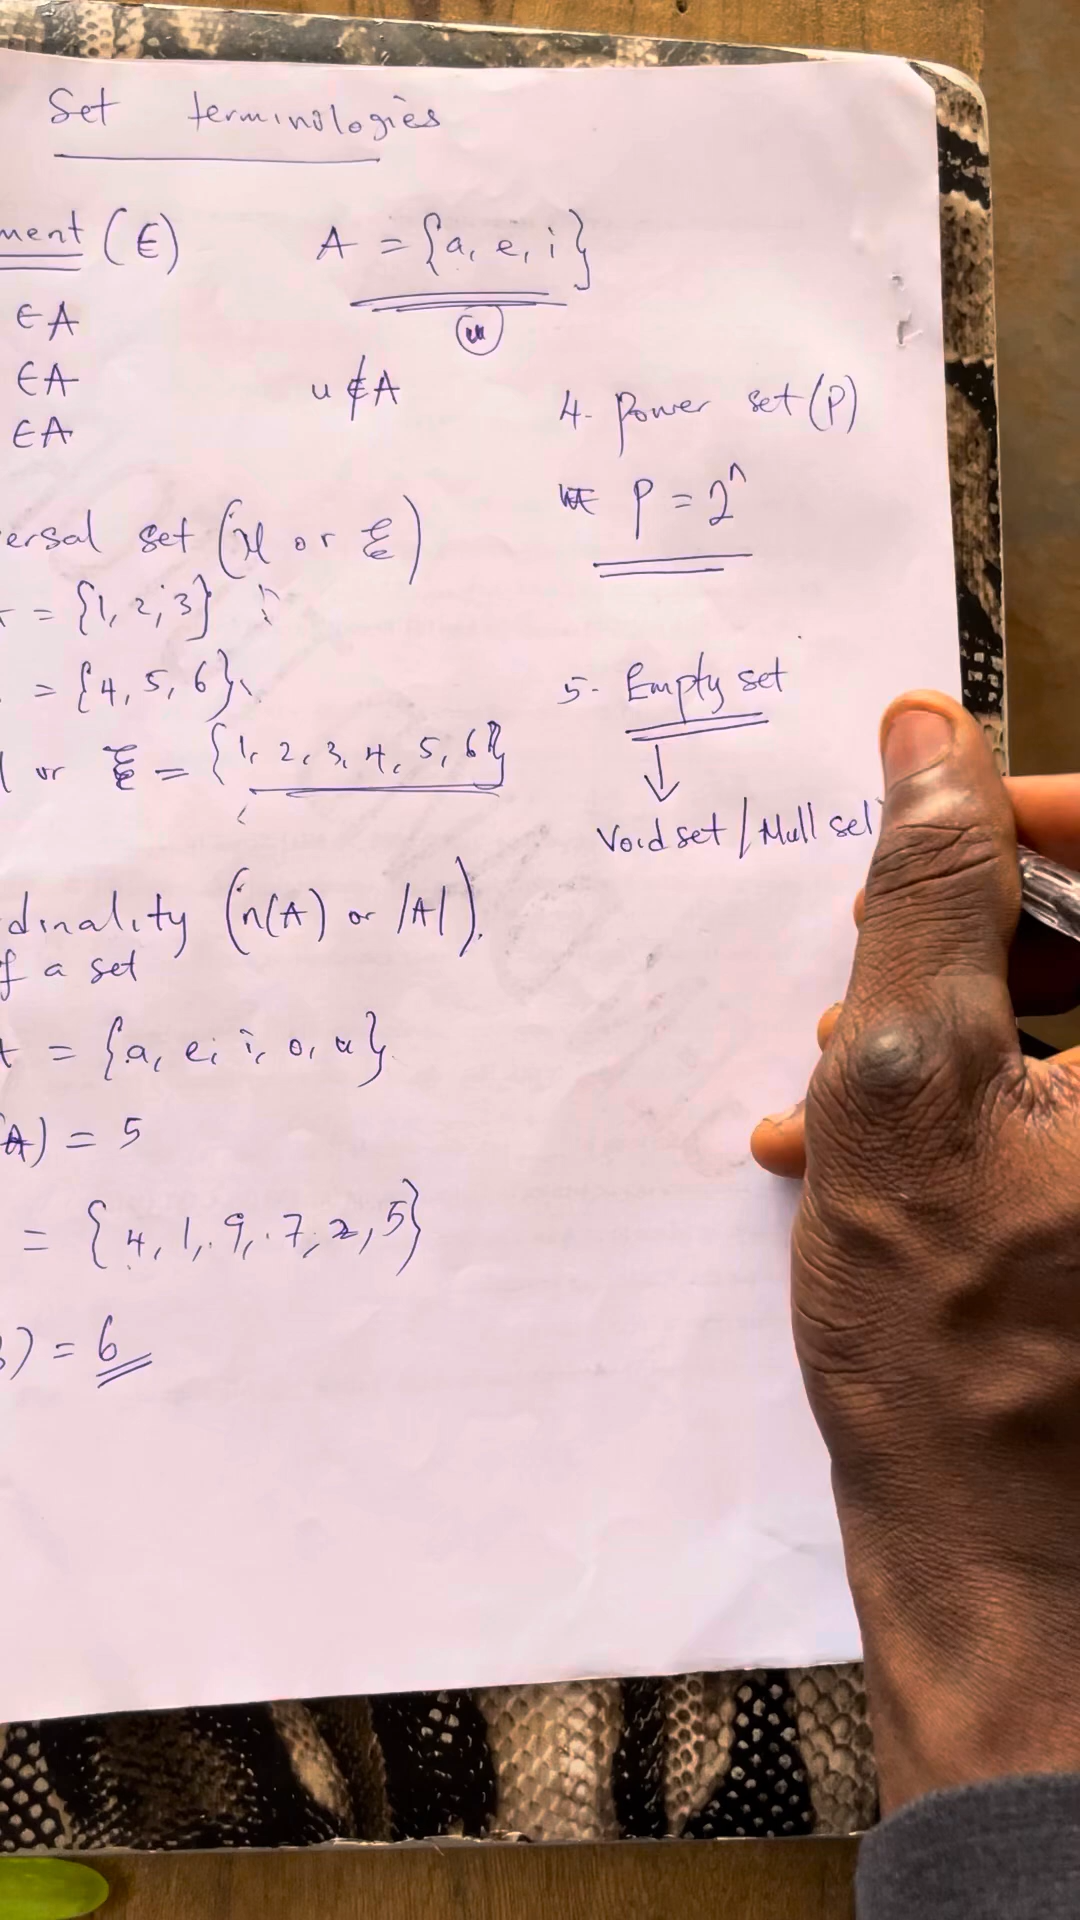 Set terminologies
ment (∈)
A = {a, e, i}
∈A
u
∈A
u ∉ A
∈A
ersal set (μ or ξ)
= {1, 2, 3}
= {4, 5, 6}
or ξ = {1, 2, 3, 4, 5, 6}
dinality (n(A) or |A|).
f a set
= {a, e, i, o, u}
A) = 5
= {4, 1, 9, 7, 2, 5}
) = 6
4- Power set (P)
P = 2^n
5- Empty set
↓
Void set / Null set